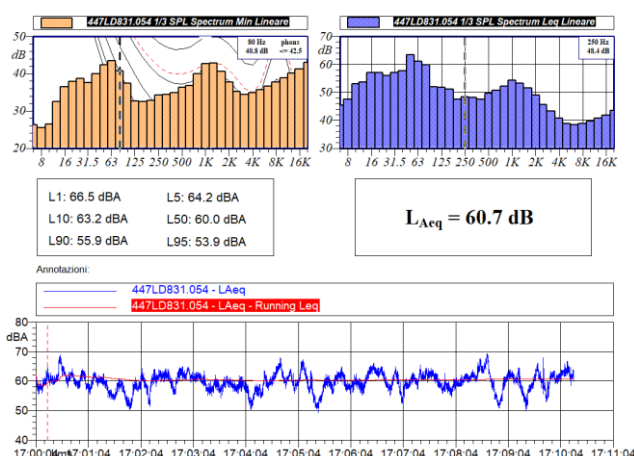 447LD831.054 1/3 SPL Spectrum Min Lineare
447LD831.054 1/3 SPL Spectrum Leq Lineare
50
dB
40
30
20
80 Hz phons
40.8 dB <= 42.5
8 16 31.5 63 125 250 500 1K 2K 4K 8K 16K
70
dB
60
50
40
30
250 Hz
48.4 dB
8 16 31.5 63 125 250 500 1K 2K 4K 8K 16K
L1: 66.5 dBA L5: 64.2 dBA
L10: 63.2 dBA L50: 60.0 dBA
L90: 55.9 dBA L95: 53.9 dBA
LAeq = 60.7 dB
Annotazioni:
447LD831.054 - LAeq
447LD831.054 - LAeq - Running Leq
80
dBA
70
60
50
40
17:01:04 17:02:04 17:03:04 17:04:04 17:05:04 17:06:04 17:07:04 17:08:04 17:09:04 17:10:04 17:11:04